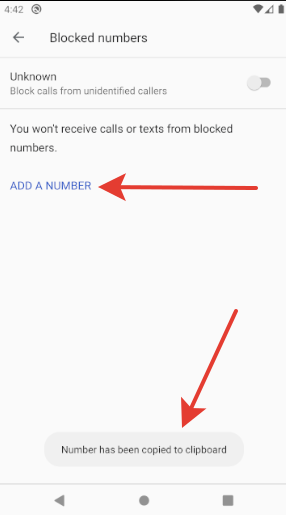 4:42
Blocked numbers
Unknown
Block calls from unidentified callers
You won't receive calls or texts from blocked
numbers.
ADD A NUMBER
Number has been copied to clipboard